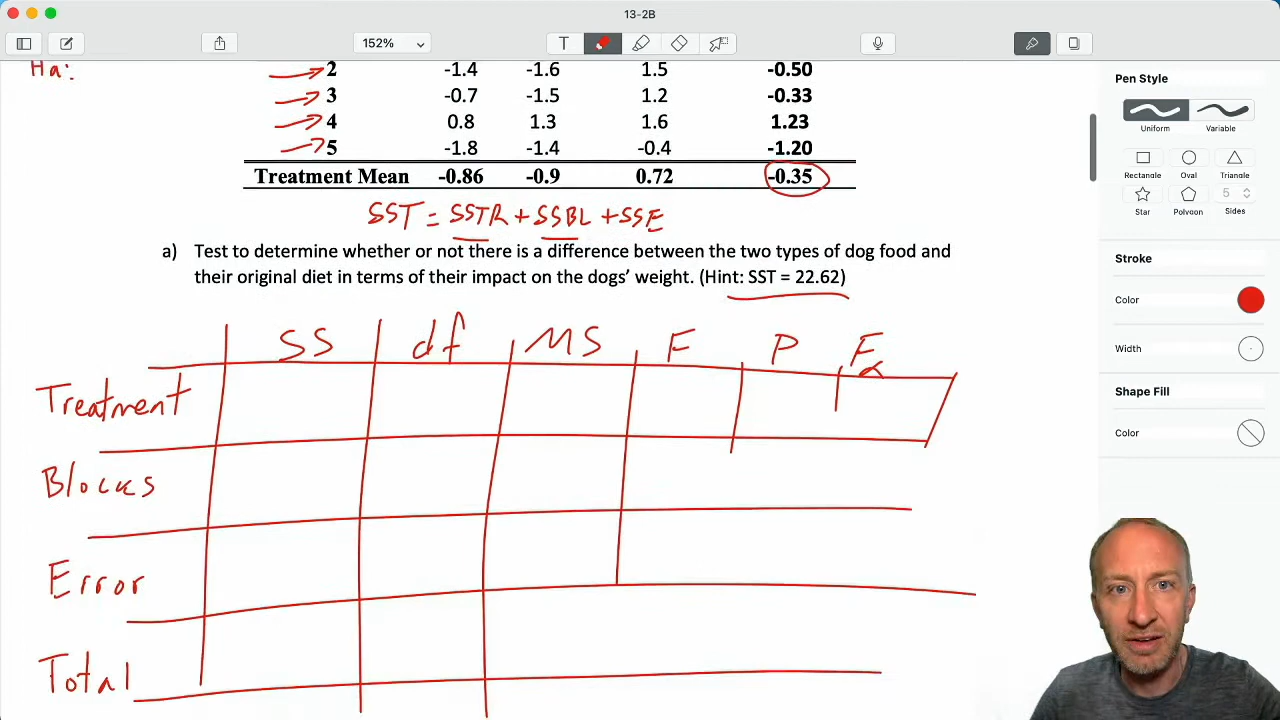 13-2B
152%
T
Ha:
2 -1.4 -1.6 1.5 -0.50
3 -0.7 -1.5 1.2 -0.33
4 0.8 1.3 1.6 1.23
5 -1.8 -1.4 -0.4 -1.20
Treatment Mean -0.86 -0.9 0.72 -0.35
SST = SSTR + SSBL + SSE
a) Test to determine whether or not there is a difference between the two types of dog food and
their original diet in terms of their impact on the dogs' weight. (Hint: SST = 22.62)
SS df MS F P Fα
Treatment
Blocks
Error
Total
Pen Style
Uniform Variable
Rectangle Oval Triangle
Star Polygon 5 Sides
Stroke
Color
Width
Shape Fill
Color